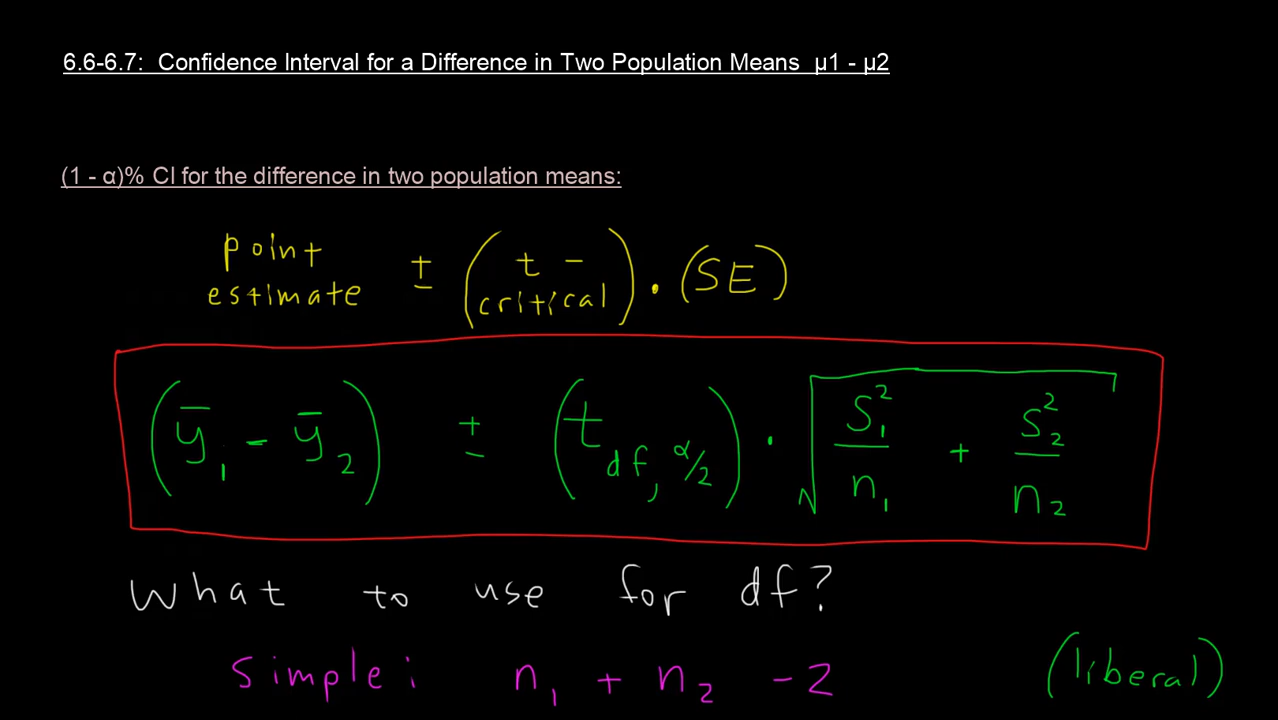 6.6-6.7: Confidence Interval for a Difference in Two Population Means μ1 - μ2
(1 - α)% CI for the difference in two population means:
point estimate ± (t-critical) · (SE)
(ȳ₁ - ȳ₂) ± (t_df, α/2) · √(s₁²/n₁ + s₂²/n₂)
What to use for df?
simple: n₁ + n₂ - 2 (liberal)